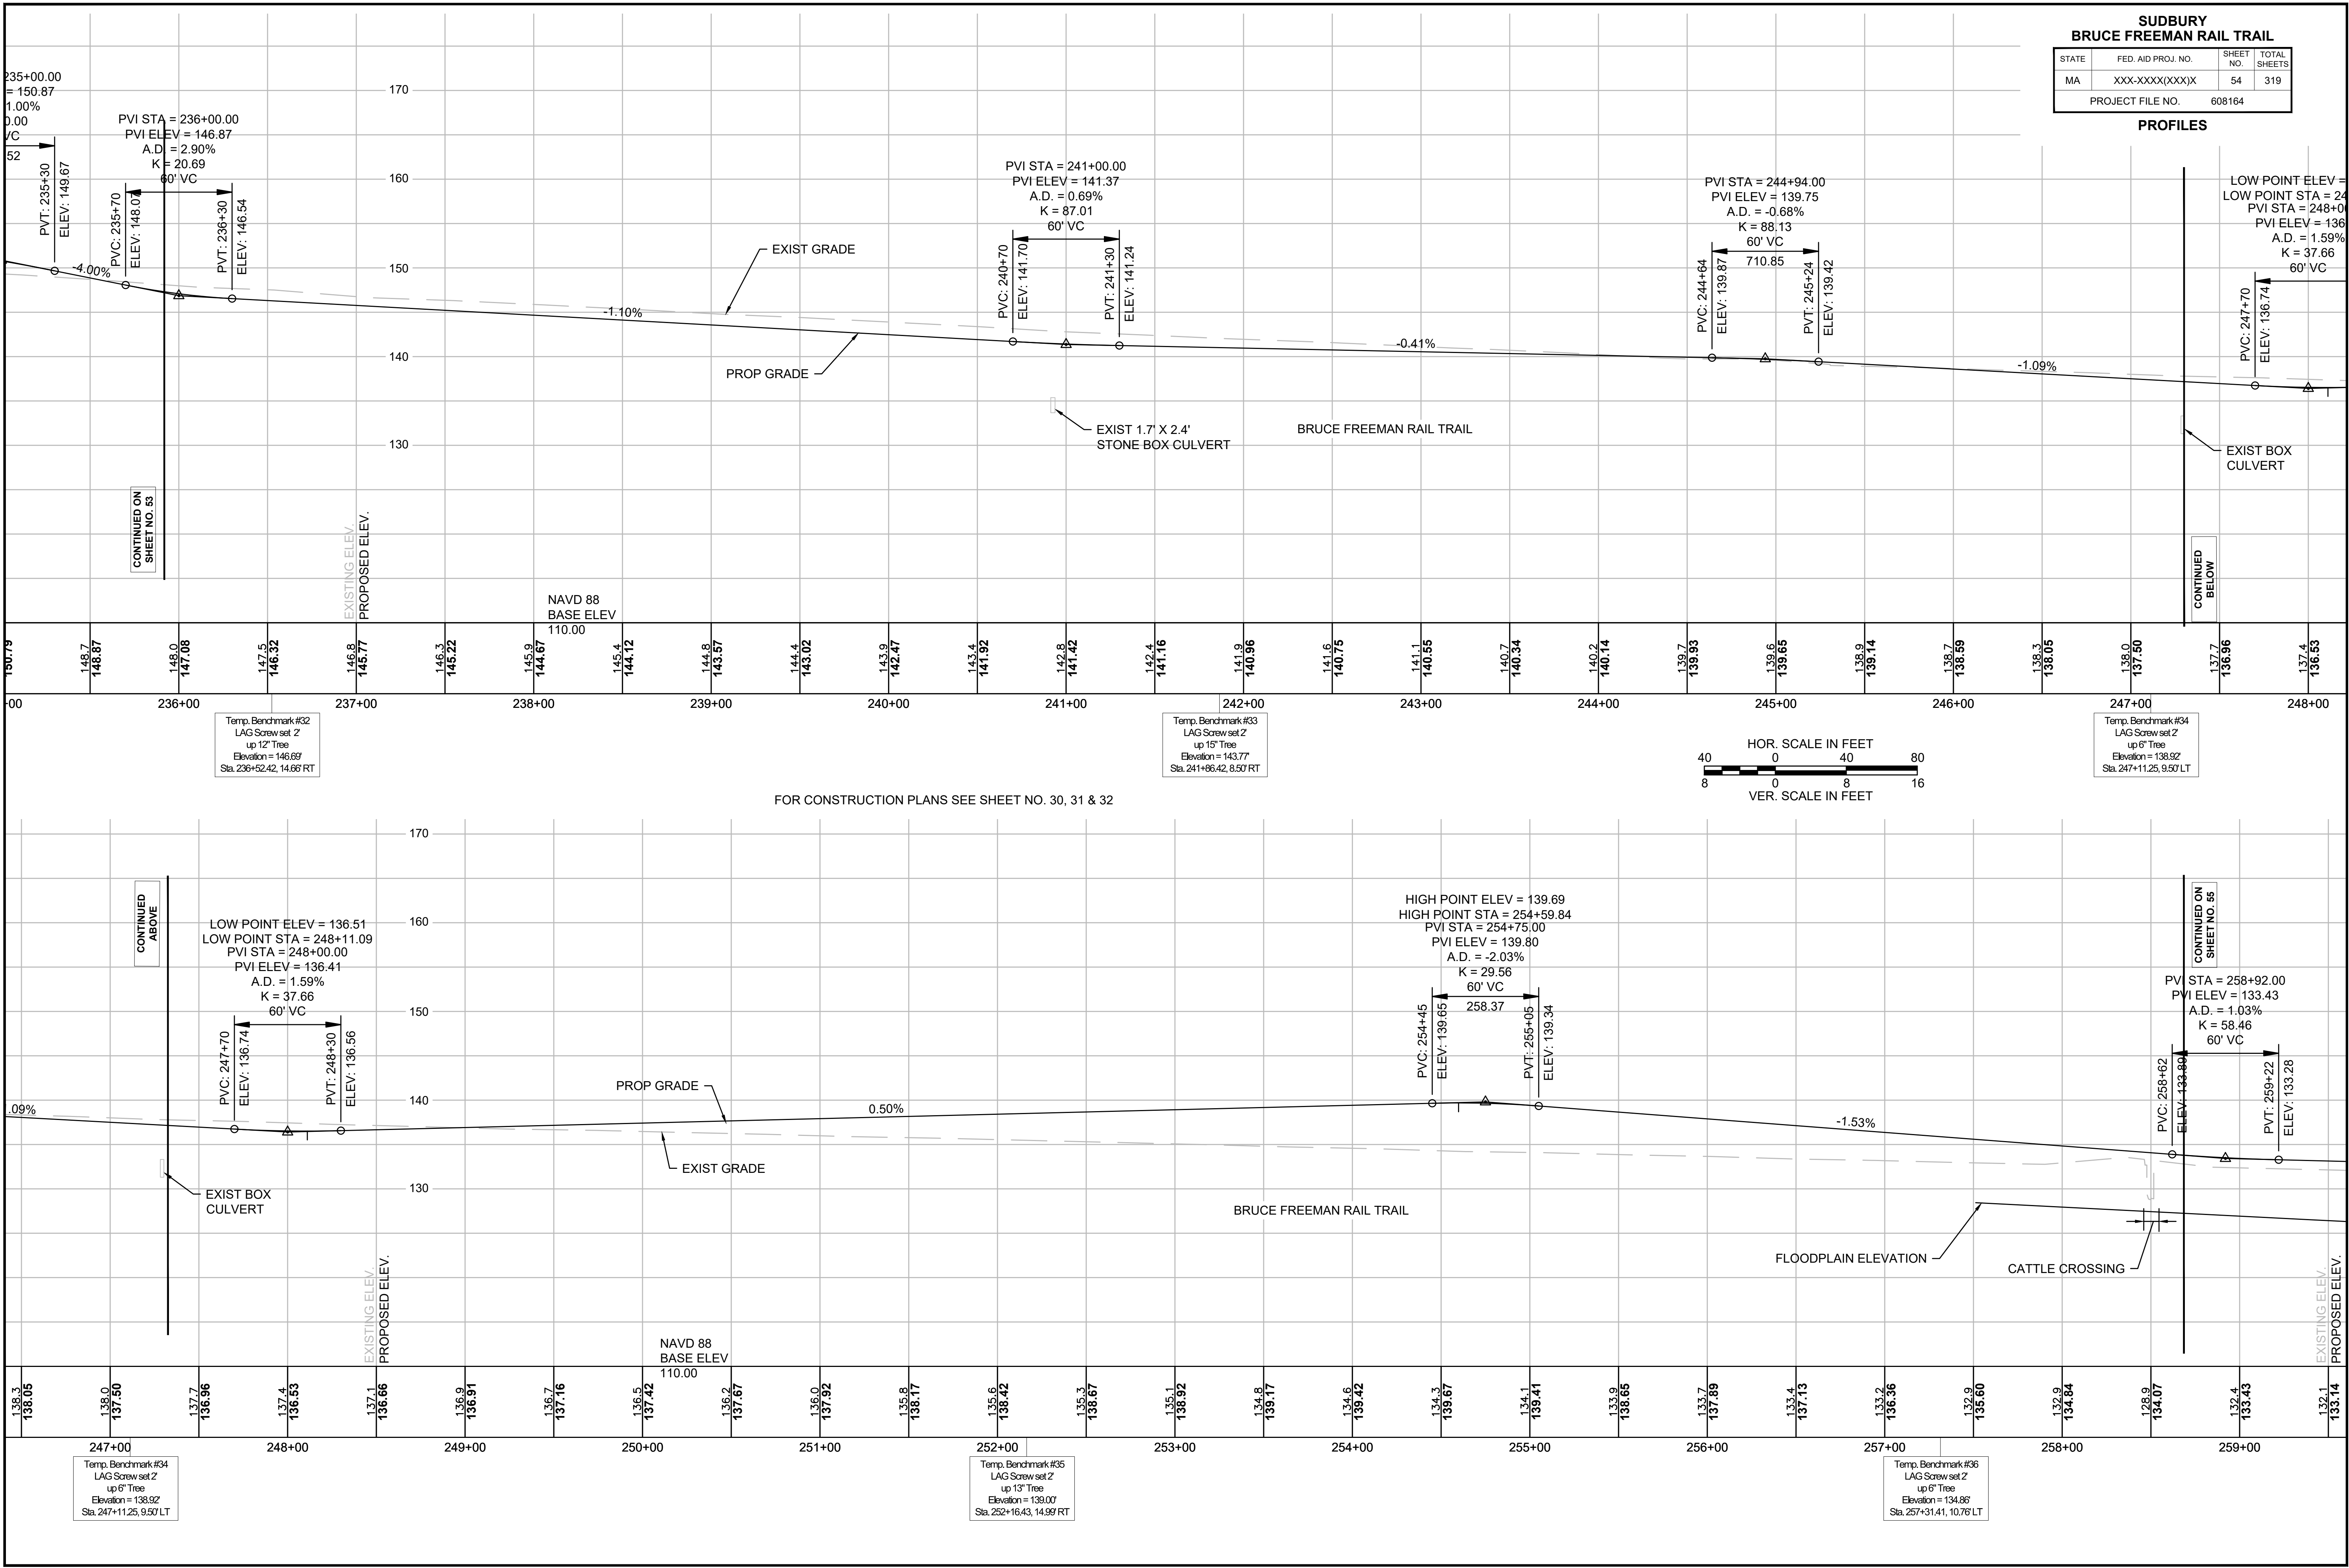 SUDBURY
BRUCE FREEMAN RAIL TRAIL
STATE FED. AID PROJ. NO. SHEET NO. TOTAL SHEETS
MA XXX-XXXX(XXX)X 54 319
PROJECT FILE NO. 608164
PROFILES
235+00.00
= 150.87
1.00%
0.00
VC
52
PVT: 235+30
ELEV: 149.67
PVI STA = 236+00.00
PVI ELEV = 146.87
A.D. = 2.90%
K = 20.69
60' VC
PVC: 235+70
ELEV: 148.07
PVT: 236+30
ELEV: 146.54
-4.00%
170
160
150
140
130
-1.10%
EXIST GRADE
PROP GRADE
PVI STA = 241+00.00
PVI ELEV = 141.37
A.D. = 0.69%
K = 87.01
60' VC
PVC: 240+70
ELEV: 141.70
PVT: 241+30
ELEV: 141.24
EXIST 1.7' X 2.4'
STONE BOX CULVERT
BRUCE FREEMAN RAIL TRAIL
-0.41%
PVI STA = 244+94.00
PVI ELEV = 139.75
A.D. = -0.68%
K = 88.13
60' VC
710.85
PVC: 244+64
ELEV: 139.87
PVT: 245+24
ELEV: 139.42
-1.09%
LOW POINT ELEV =
LOW POINT STA = 24
PVI STA = 248+0
PVI ELEV = 136
A.D. = 1.59%
K = 37.66
60' VC
PVC: 247+70
ELEV: 136.74
EXIST BOX
CULVERT
CONTINUED ON
SHEET NO. 53
CONTINUED
BELOW
EXISTING ELEV.
PROPOSED ELEV.
NAVD 88
BASE ELEV
110.00
150.79
148.7 148.87
148.0 147.08
147.5 146.32
146.8 145.77
146.3 145.22
145.9 144.67
145.4 144.12
144.8 143.57
144.4 143.02
143.9 142.47
143.4 141.92
142.8 141.42
142.4 141.16
141.9 140.96
141.6 140.75
141.1 140.55
140.7 140.34
140.2 140.14
139.7 139.93
139.6 139.65
138.9 139.14
138.7 138.59
138.3 138.05
138.0 137.50
137.7 136.96
137.4 136.53
+00 236+00 237+00 238+00 239+00 240+00 241+00 242+00 243+00 244+00 245+00 246+00 247+00 248+00
Temp. Benchmark #32
LAG Screw set 2'
up 12" Tree
Elevation = 146.69'
Sta. 236+52.42, 14.66' RT
Temp. Benchmark #33
LAG Screw set 2'
up 15" Tree
Elevation = 143.77'
Sta. 241+86.42, 8.50' RT
HOR. SCALE IN FEET
40 0 40 80
8 0 8 16
VER. SCALE IN FEET
Temp. Benchmark #34
LAG Screw set 2'
up 6" Tree
Elevation = 138.92'
Sta. 247+11.25, 9.50' LT
FOR CONSTRUCTION PLANS SEE SHEET NO. 30, 31 & 32
170
160
150
140
130
CONTINUED
ABOVE
LOW POINT ELEV = 136.51
LOW POINT STA = 248+11.09
PVI STA = 248+00.00
PVI ELEV = 136.41
A.D. = 1.59%
K = 37.66
60' VC
PVC: 247+70
ELEV: 136.74
PVT: 248+30
ELEV: 136.56
.09%
EXIST BOX
CULVERT
PROP GRADE
EXIST GRADE
0.50%
HIGH POINT ELEV = 139.69
HIGH POINT STA = 254+59.84
PVI STA = 254+75.00
PVI ELEV = 139.80
A.D. = -2.03%
K = 29.56
60' VC
258.37
PVC: 254+45
ELEV: 139.65
PVT: 255+05
ELEV: 139.34
BRUCE FREEMAN RAIL TRAIL
-1.53%
CONTINUED ON
SHEET NO. 55
PVI STA = 258+92.00
PVI ELEV = 133.43
A.D. = 1.03%
K = 58.46
60' VC
PVC: 258+62
ELEV: 133.89
PVT: 259+22
ELEV: 133.28
FLOODPLAIN ELEVATION
CATTLE CROSSING
EXISTING ELEV.
PROPOSED ELEV.
NAVD 88
BASE ELEV
110.00
EXISTING ELEV.
PROPOSED ELEV.
138.3 138.05
138.0 137.50
137.7 136.96
137.4 136.53
137.1 136.66
136.9 136.91
136.7 137.16
136.5 137.42
136.2 137.67
136.0 137.92
135.8 138.17
135.6 138.42
135.3 138.67
135.1 138.92
134.8 139.17
134.6 139.42
134.3 139.67
134.1 139.41
133.9 138.65
133.7 137.89
133.4 137.13
133.2 136.36
132.9 135.60
132.9 134.84
128.9 134.07
132.4 133.43
132.1 133.14
247+00 248+00 249+00 250+00 251+00 252+00 253+00 254+00 255+00 256+00 257+00 258+00 259+00
Temp. Benchmark #34
LAG Screw set 2'
up 6" Tree
Elevation = 138.92'
Sta. 247+11.25, 9.50' LT
Temp. Benchmark #35
LAG Screw set 2'
up 13" Tree
Elevation = 139.00'
Sta. 252+16.43, 14.99' RT
Temp. Benchmark #36
LAG Screw set 2'
up 6" Tree
Elevation = 134.86'
Sta. 257+31.41, 10.76' LT